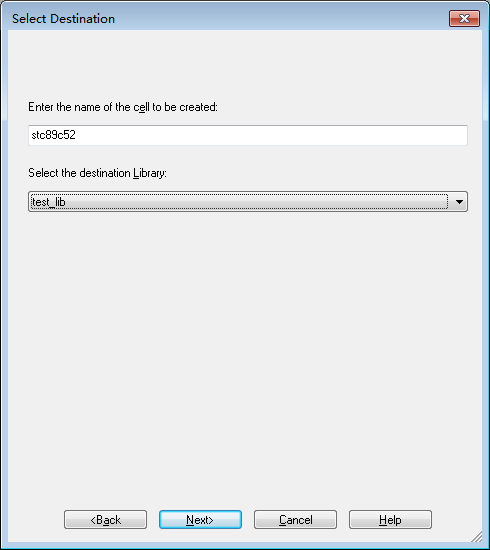 Select Destination
Enter the name of the cell to be created:
stc89c52
Select the destination Library:
test_lib
<Back Next> Cancel Help